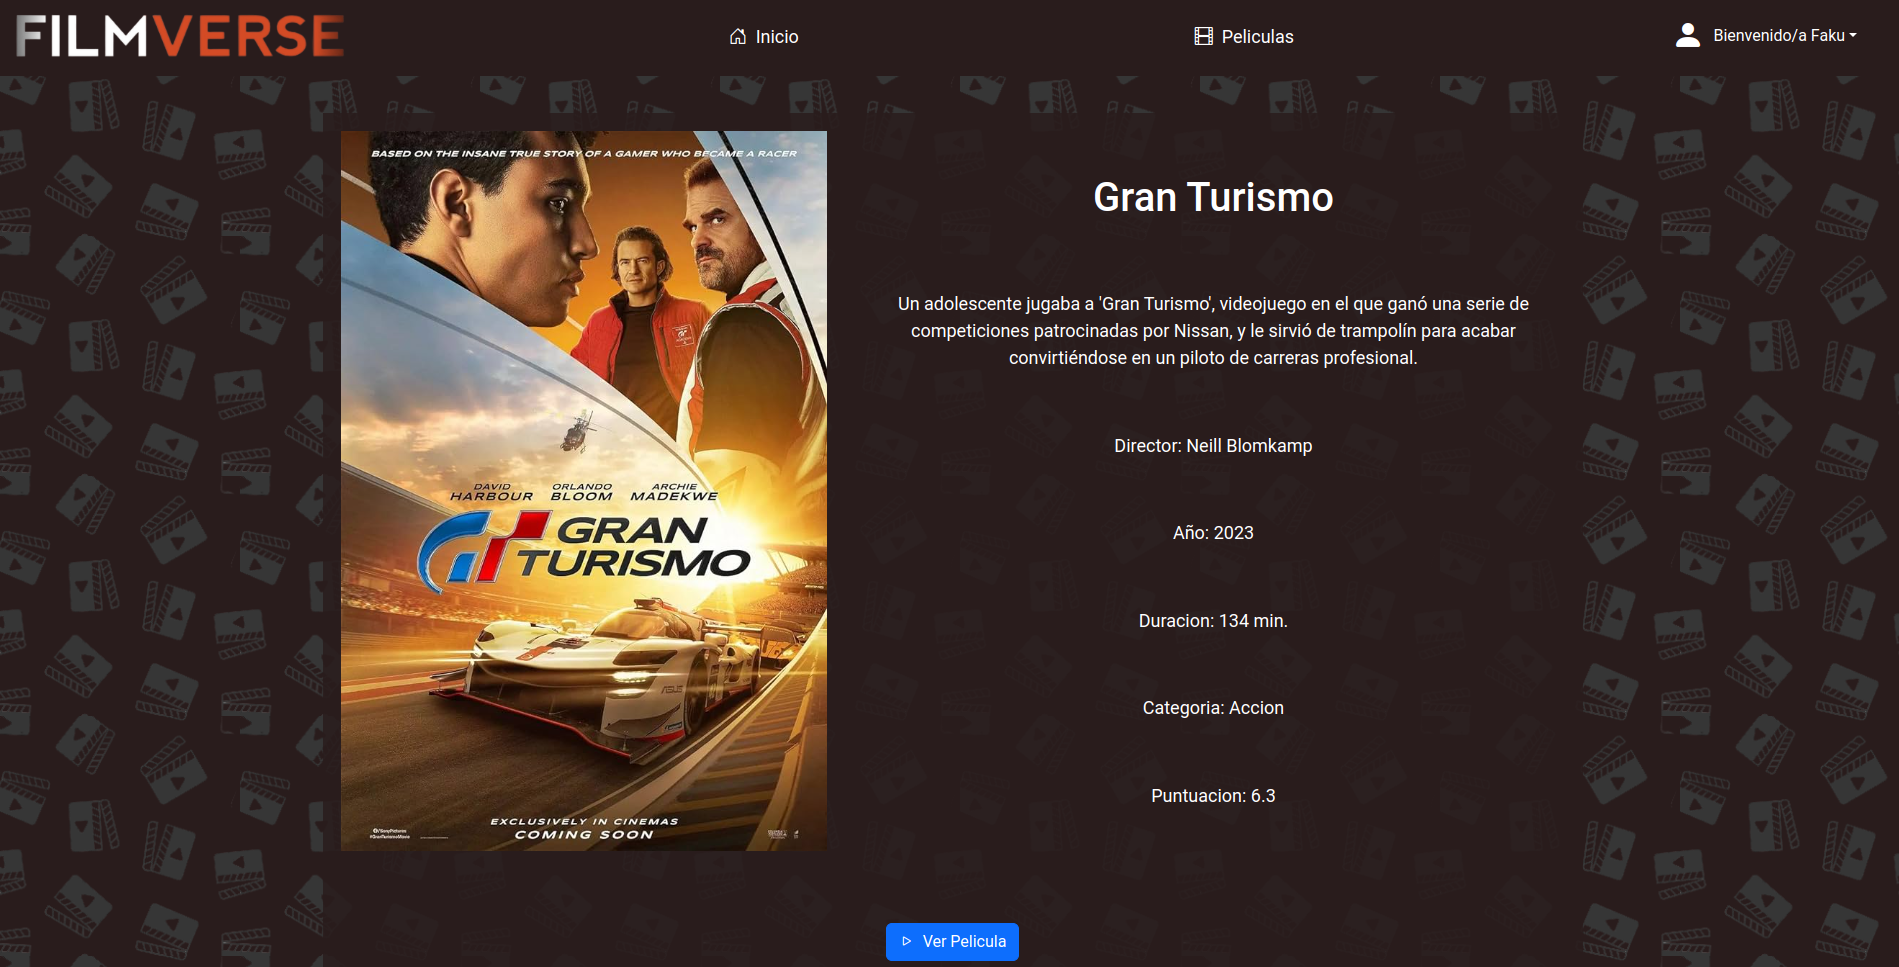 FILMVERSE
Inicio
Peliculas
Bienvenido/a Faku
BASED ON THE INSANE TRUE STORY OF A GAMER WHO BECAME A RACER
DAVID HARBOUR
ORLANDO BLOOM
ARCHIE MADEKWE
GRAN
TURISMO
EXCLUSIVELY IN CINEMAS
COMING SOON
Gran Turismo
Un adolescente jugaba a 'Gran Turismo', videojuego en el que ganó una serie de
competiciones patrocinadas por Nissan, y le sirvió de trampolín para acabar
convirtiéndose en un piloto de carreras profesional.
Director: Neill Blomkamp
Año: 2023
Duracion: 134 min.
Categoria: Accion
Puntuacion: 6.3
Ver Pelicula